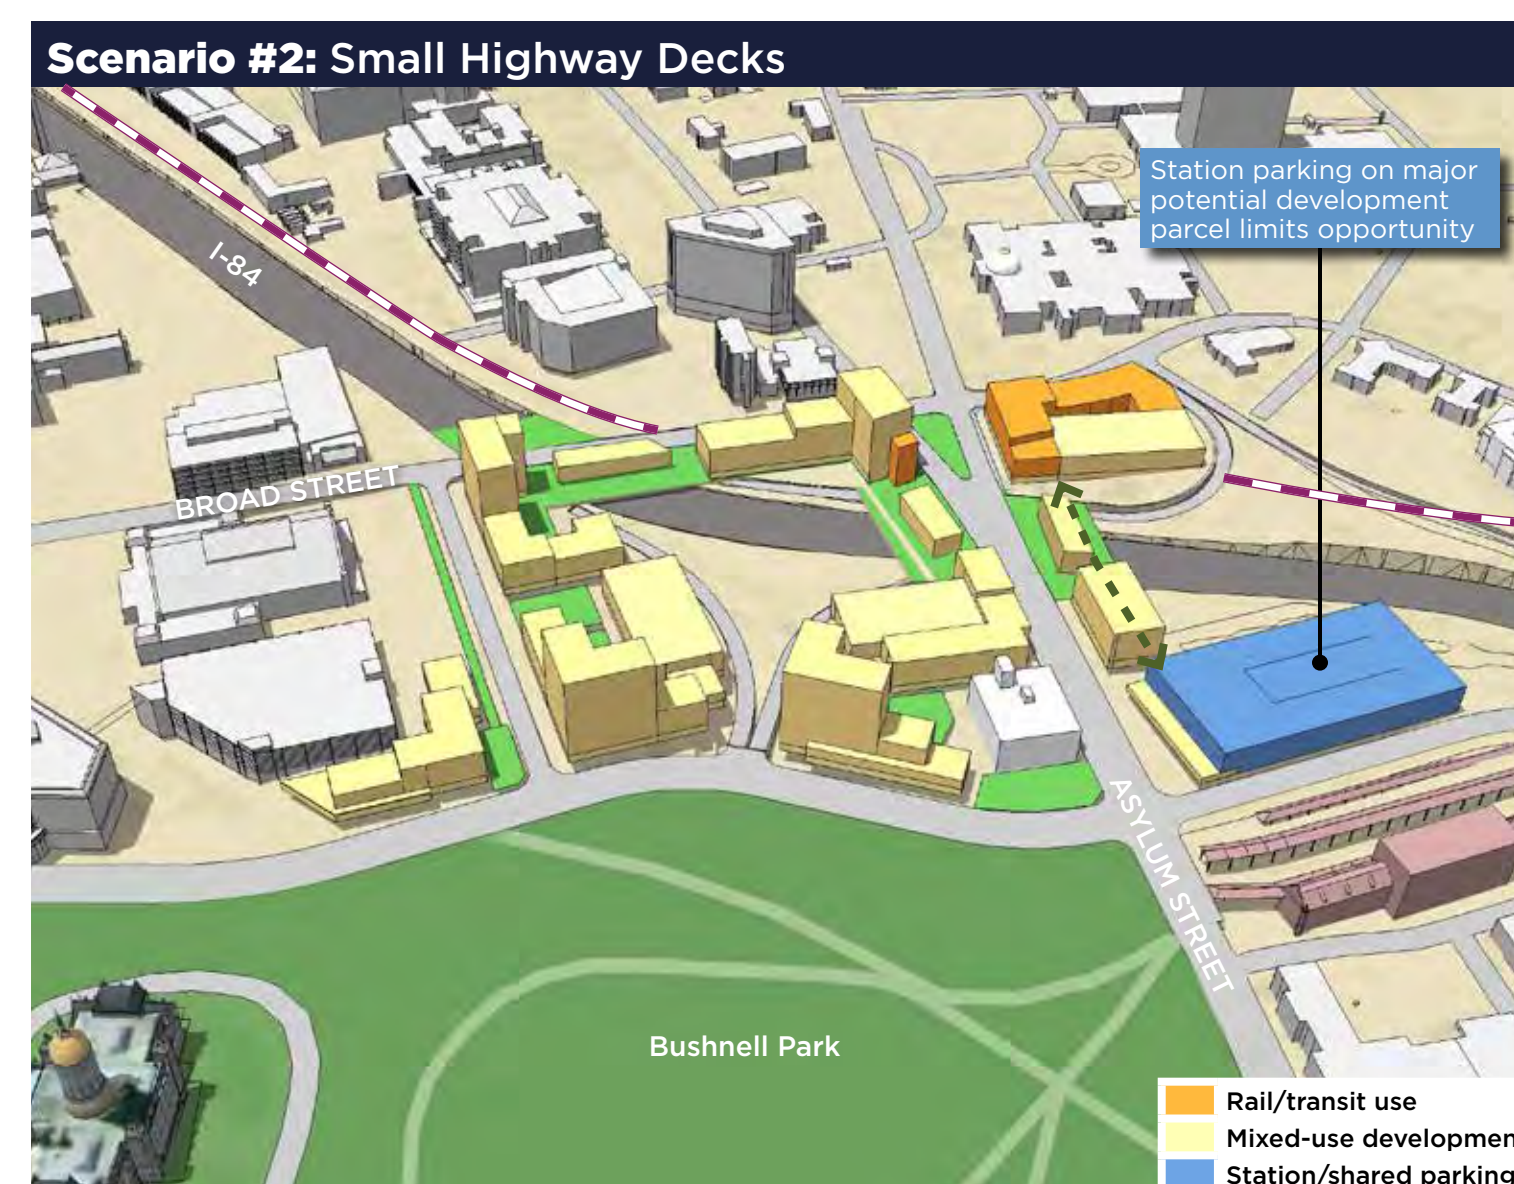 Scenario #2: Small Highway Decks
Station parking on major
potential development
parcel limits opportunity
I-84
BROAD STREET
ASYLUM STREET
Bushnell Park
Rail/transit use
Mixed-use developmen
Station/shared parking